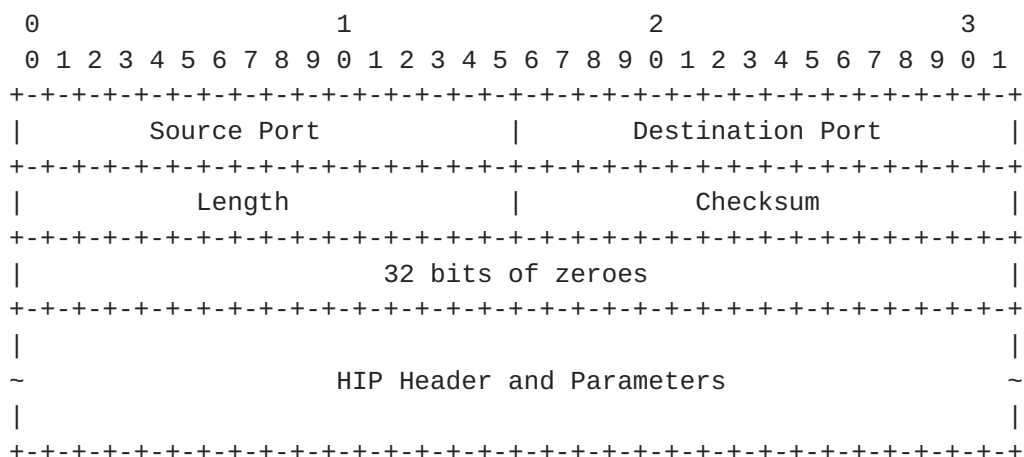 0                   1                   2                   3
 0 1 2 3 4 5 6 7 8 9 0 1 2 3 4 5 6 7 8 9 0 1 2 3 4 5 6 7 8 9 0 1
+-+-+-+-+-+-+-+-+-+-+-+-+-+-+-+-+-+-+-+-+-+-+-+-+-+-+-+-+-+-+-+-+
|        Source Port            |       Destination Port        |
+-+-+-+-+-+-+-+-+-+-+-+-+-+-+-+-+-+-+-+-+-+-+-+-+-+-+-+-+-+-+-+-+
|           Length              |           Checksum            |
+-+-+-+-+-+-+-+-+-+-+-+-+-+-+-+-+-+-+-+-+-+-+-+-+-+-+-+-+-+-+-+-+
|                       32 bits of zeroes                       |
+-+-+-+-+-+-+-+-+-+-+-+-+-+-+-+-+-+-+-+-+-+-+-+-+-+-+-+-+-+-+-+-+
|                                                               |
~                    HIP Header and Parameters                  ~
|                                                               |
+-+-+-+-+-+-+-+-+-+-+-+-+-+-+-+-+-+-+-+-+-+-+-+-+-+-+-+-+-+-+-+-+